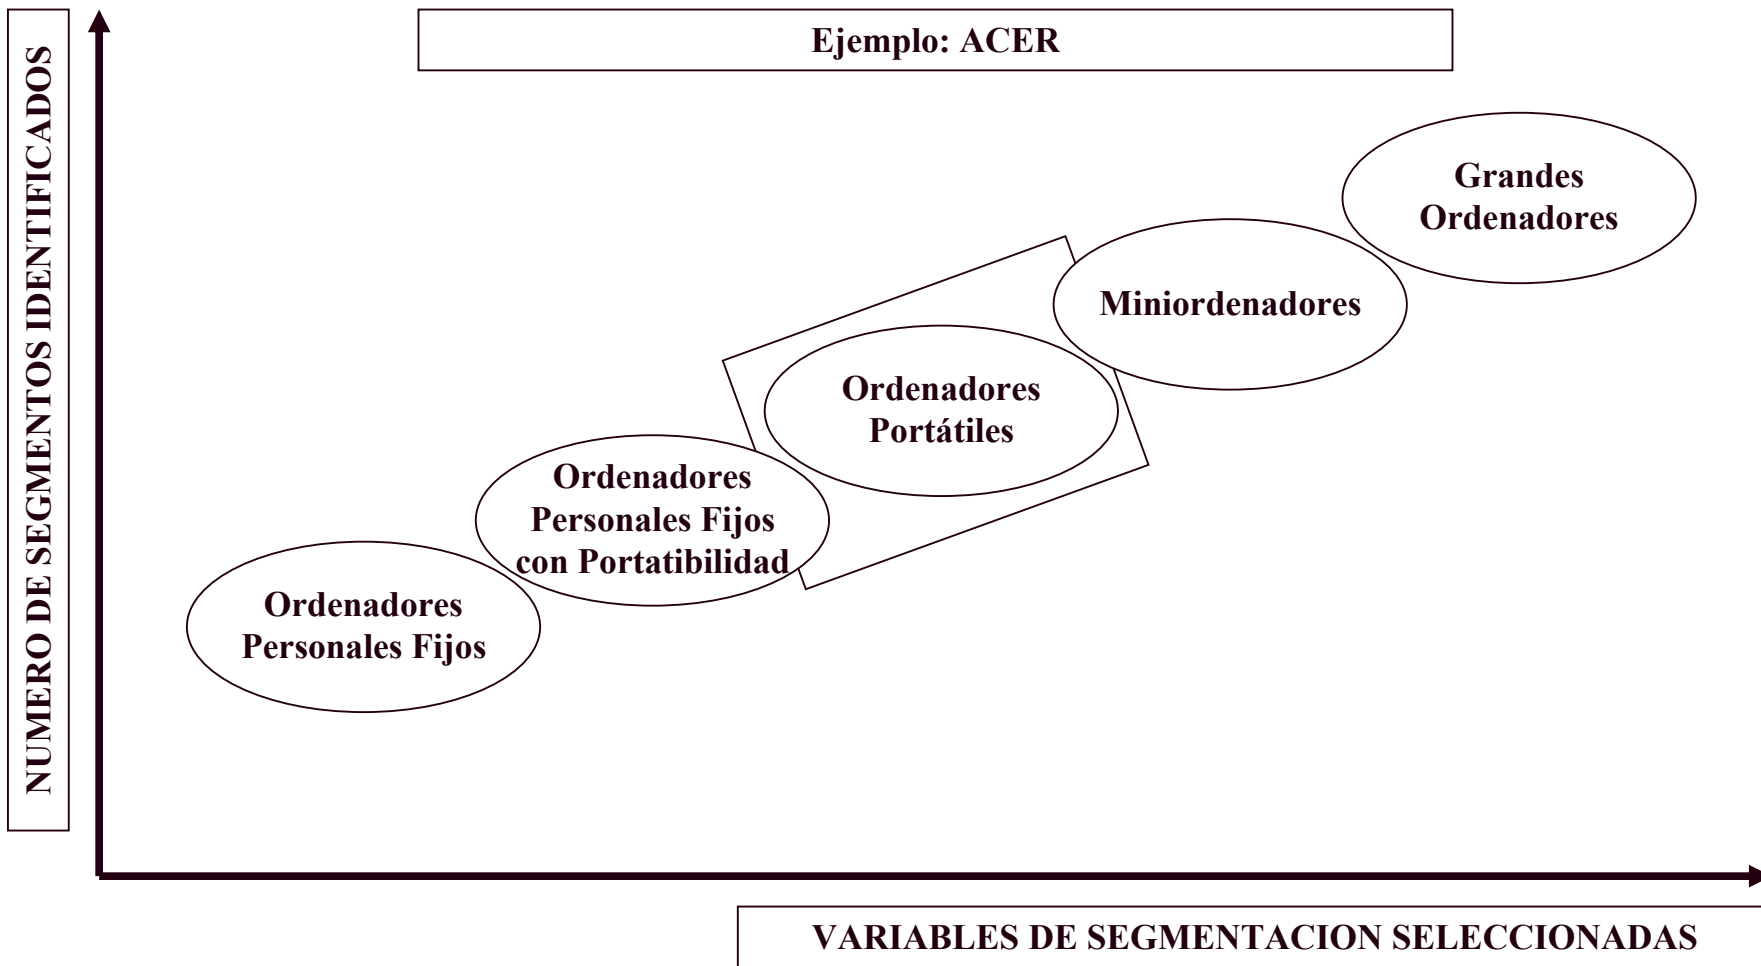 Ejemplo: ACER
NUMERO DE SEGMENTOS IDENTIFICADOS
Grandes
Ordenadores
Miniordenadores
Ordenadores
Portátiles
Ordenadores
Personales Fijos
con Portatibilidad
Ordenadores
Personales Fijos
VARIABLES DE SEGMENTACION SELECCIONADAS